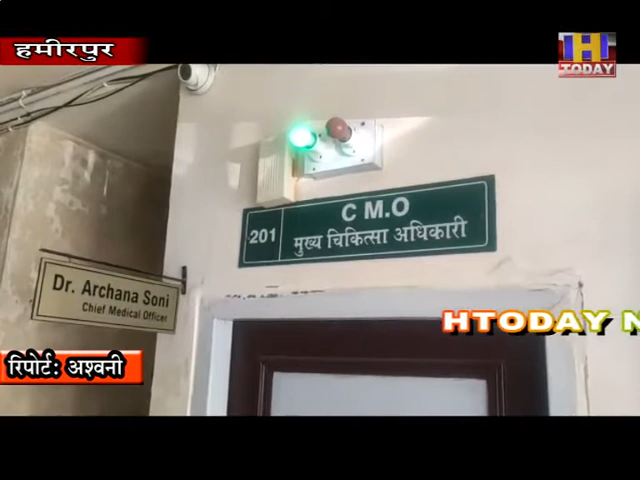 हमीरपुर
H
TODAY
201
C M.O
मुख्य चिकित्सा अधिकारी
Dr. Archana Soni
Chief Medical Officer
HTODAY N
रिपोर्ट: अश्वनी